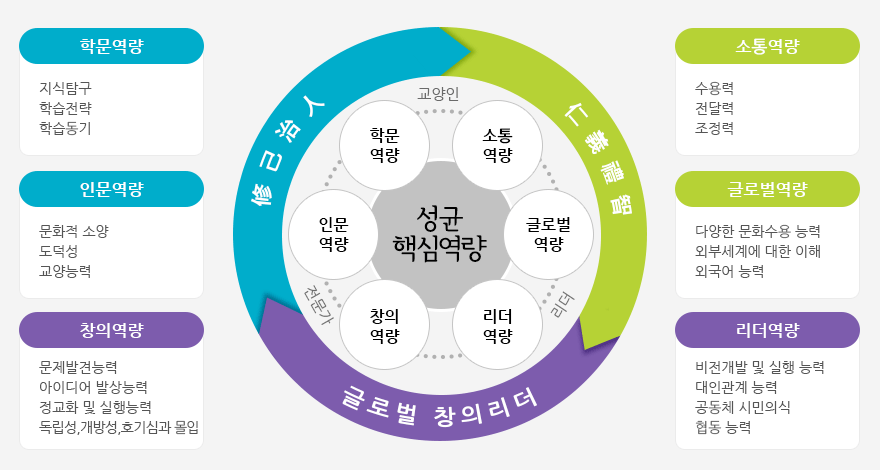 학문역량
지식탐구
학습전략
학습동기
인문역량
문화적 소양
도덕성
교양능력
창의역량
문제발견능력
아이디어 발상능력
정교화 및 실행능력
독립성,개방성,호기심과 몰입
修己治人
仁義禮智
글로벌 창의리더
교양인
전문가
리더
학문
역량
소통
역량
인문
역량
성균
핵심역량
글로벌
역량
창의
역량
리더
역량
소통역량
수용력
전달력
조정력
글로벌역량
다양한 문화수용 능력
외부세계에 대한 이해
외국어 능력
리더역량
비전개발 및 실행 능력
대인관계 능력
공동체 시민의식
협동 능력